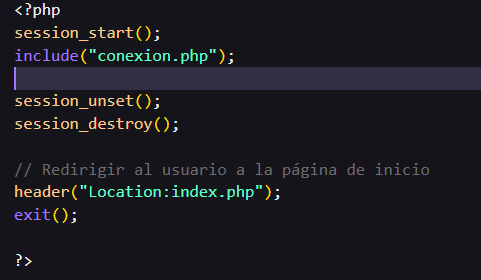 <?php
session_start();
include("conexion.php");
session_unset();
session_destroy();
// Redirigir al usuario a la página de inicio
header("Location:index.php");
exit();
?>